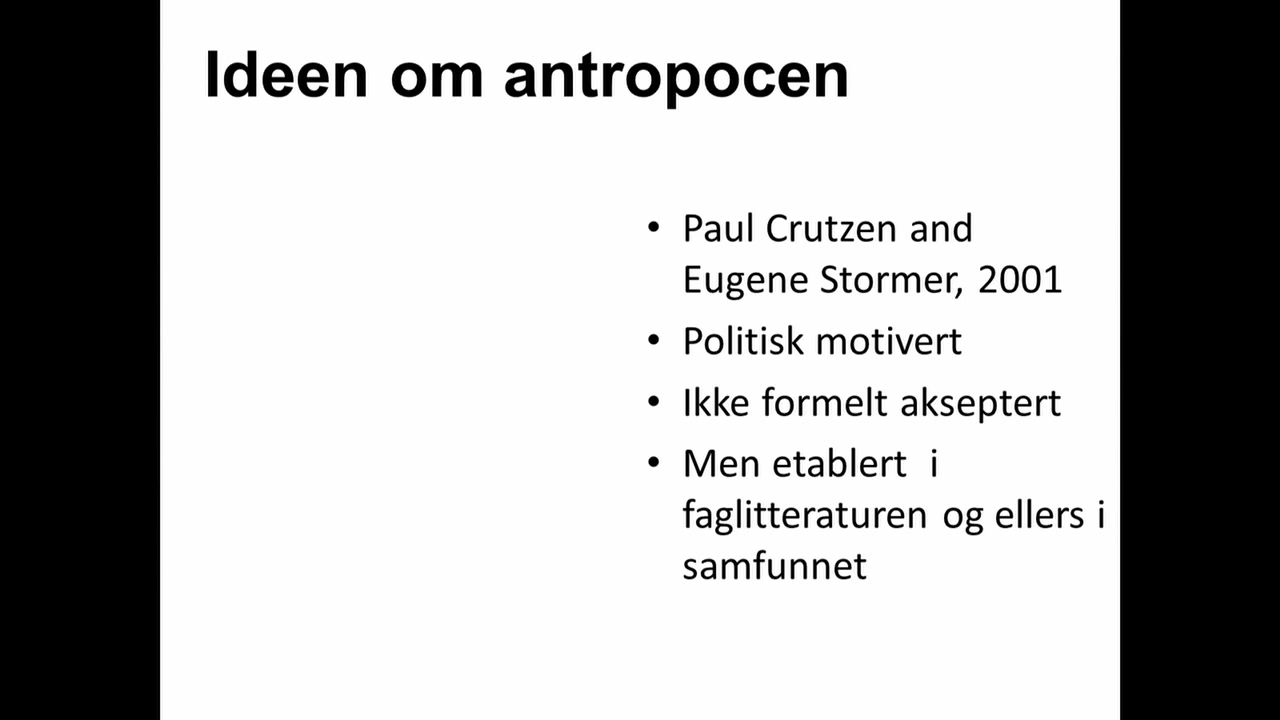 Ideen om antropocen
• Paul Crutzen and
Eugene Stormer, 2001
• Politisk motivert
• Ikke formelt akseptert
• Men etablert i
faglitteraturen og ellers i
samfunnet